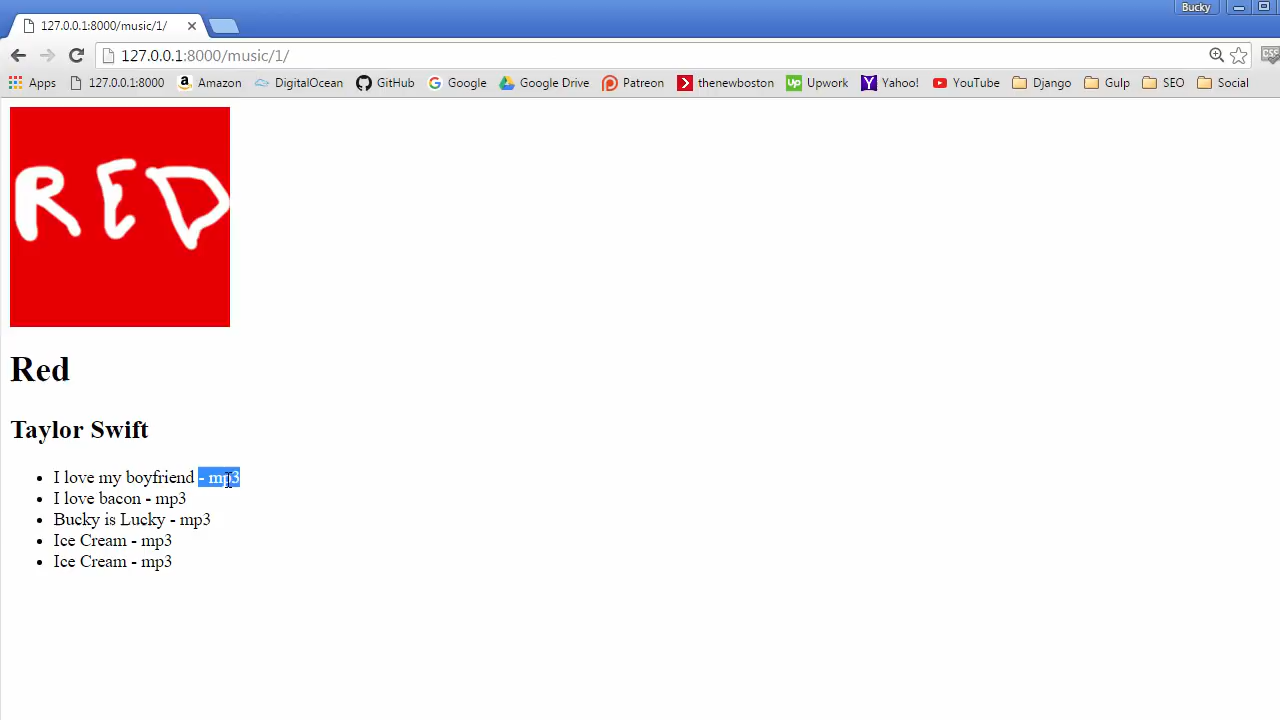 Bucky
127.0.0.1:8000/music/1/
127.0.0.1:8000/music/1/
Apps 127.0.0.1:8000 Amazon DigitalOcean GitHub Google Google Drive Patreon thenewboston Upwork Yahoo! YouTube Django Gulp SEO Social
CSS
RED
Red
Taylor Swift
• I love my boyfriend - mp3
• I love bacon - mp3
• Bucky is Lucky - mp3
• Ice Cream - mp3
• Ice Cream - mp3